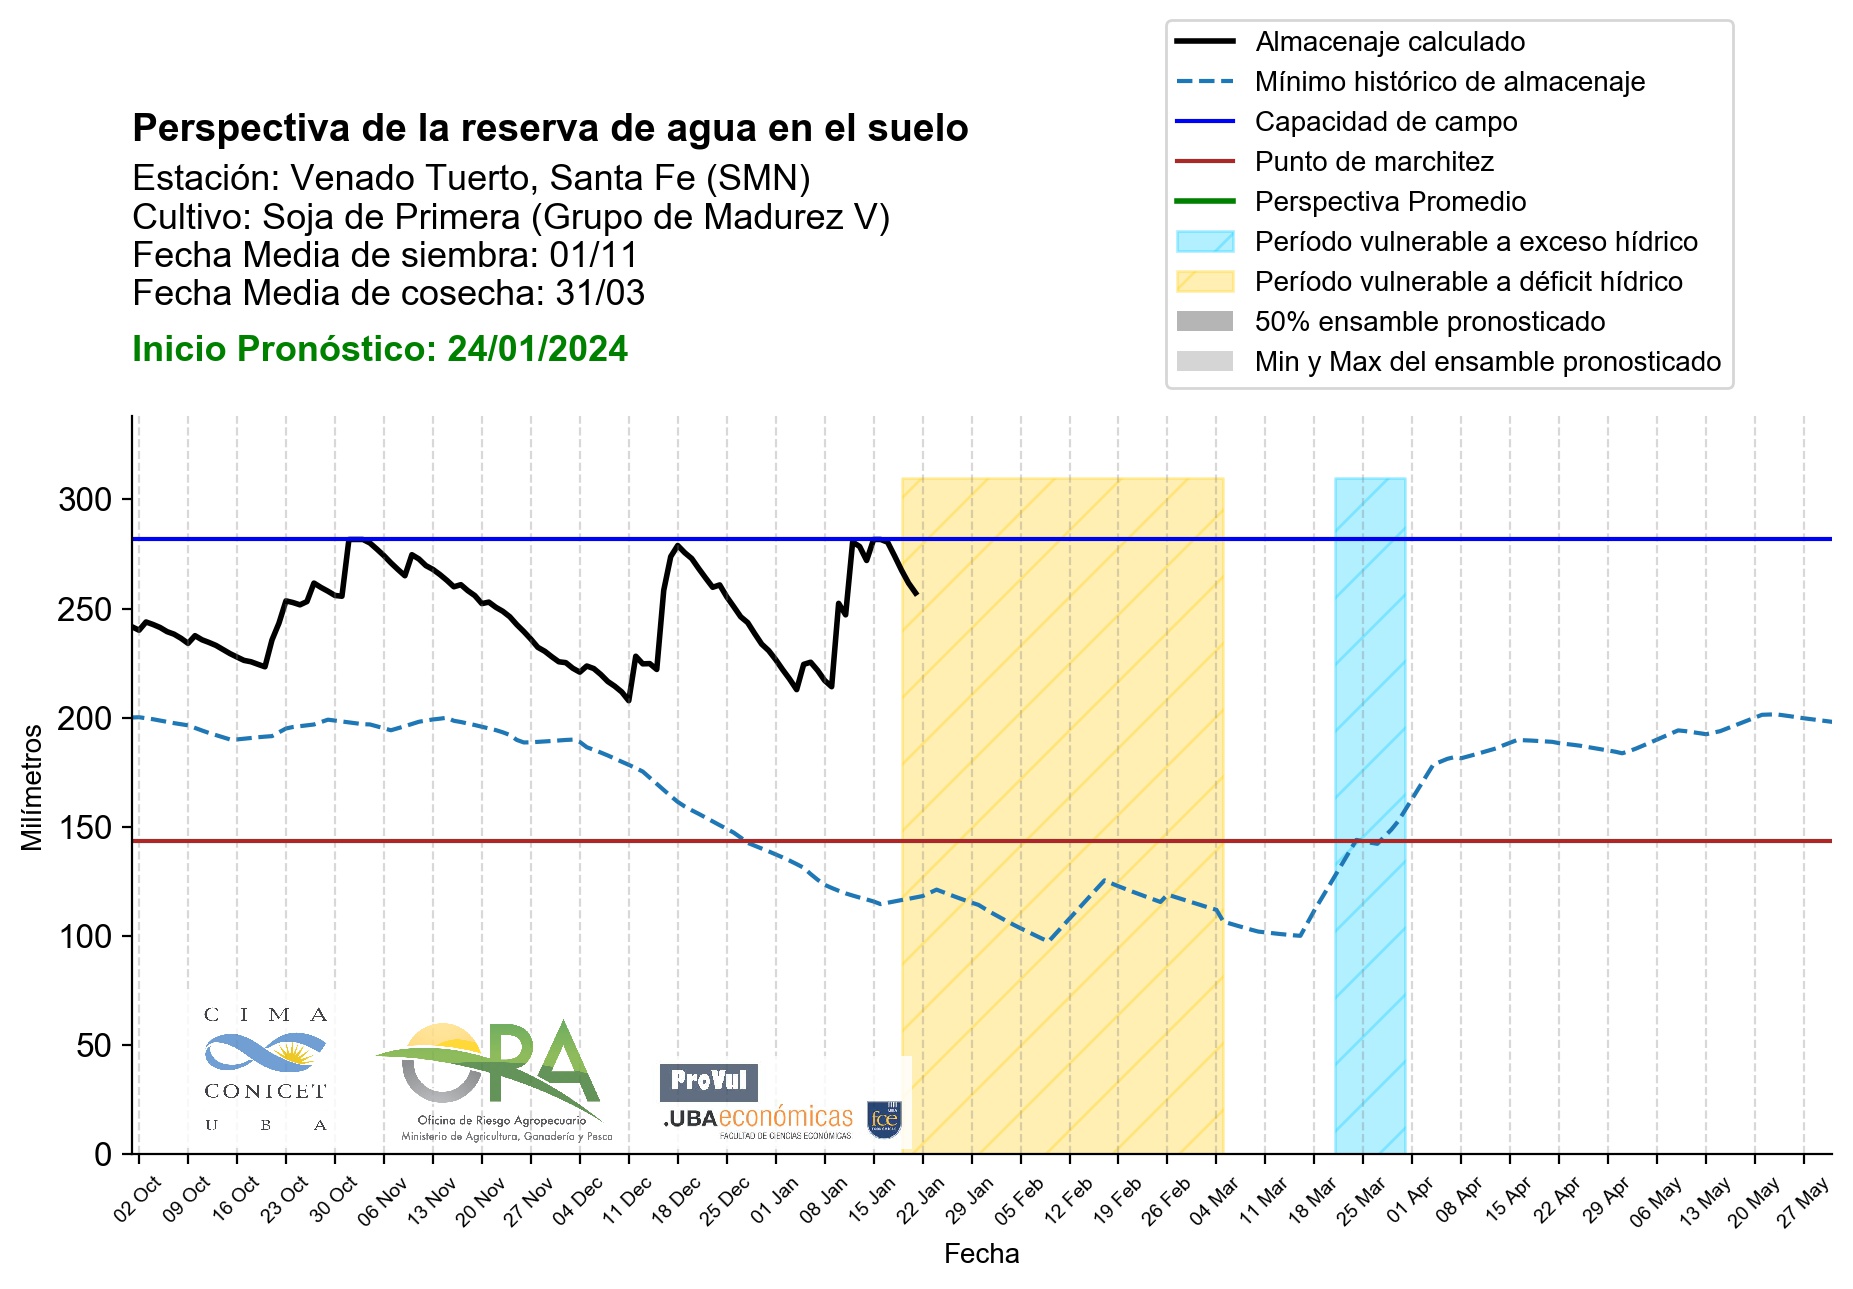 Almacenaje calculado
Mínimo histórico de almacenaje
Capacidad de campo
Punto de marchitez
Perspectiva Promedio
Período vulnerable a exceso hídrico
Período vulnerable a déficit hídrico
50% ensamble pronosticado
Min y Max del ensamble pronosticado
Perspectiva de la reserva de agua en el suelo
Estación: Venado Tuerto, Santa Fe (SMN)
Cultivo: Soja de Primera (Grupo de Madurez V)
Fecha Media de siembra: 01/11
Fecha Media de cosecha: 31/03
Inicio Pronóstico: 24/01/2024
Milímetros
300
250
200
150
100
50
0
CIMA
CONICET
UBA
ORA
Oficina de Riesgo Agropecuario
Ministerio de Agricultura, Ganadería y Pesca
ProVul
.UBAeconómicas
FACULTAD DE CIENCIAS ECONÓMICAS
fce
02 Oct
09 Oct
16 Oct
23 Oct
30 Oct
06 Nov
13 Nov
20 Nov
27 Nov
04 Dec
11 Dec
18 Dec
25 Dec
01 Jan
08 Jan
15 Jan
22 Jan
29 Jan
05 Feb
12 Feb
19 Feb
26 Feb
04 Mar
11 Mar
18 Mar
25 Mar
01 Apr
08 Apr
15 Apr
22 Apr
29 Apr
06 May
13 May
20 May
27 May
Fecha